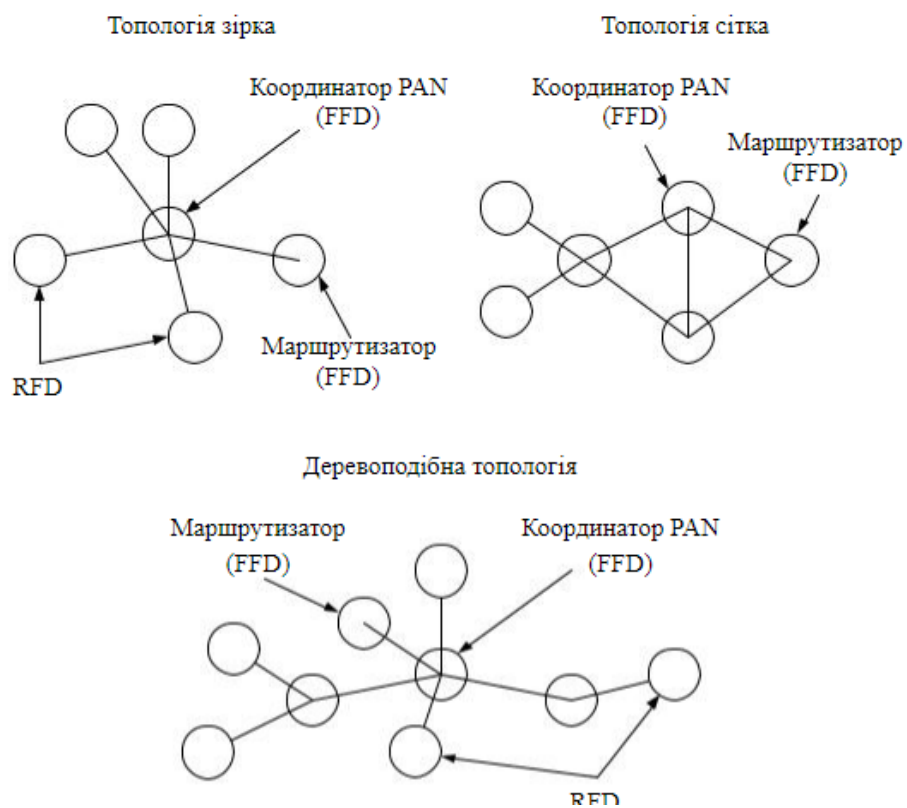 Топологія зірка
Топологія сітка
Координатор PAN
(FFD)
Координатор PAN
(FFD)
Маршрутизатор
(FFD)
Маршрутизатор
(FFD)
RFD
Деревоподібна топологія
Маршрутизатор
(FFD)
Координатор PAN
(FFD)
RFD